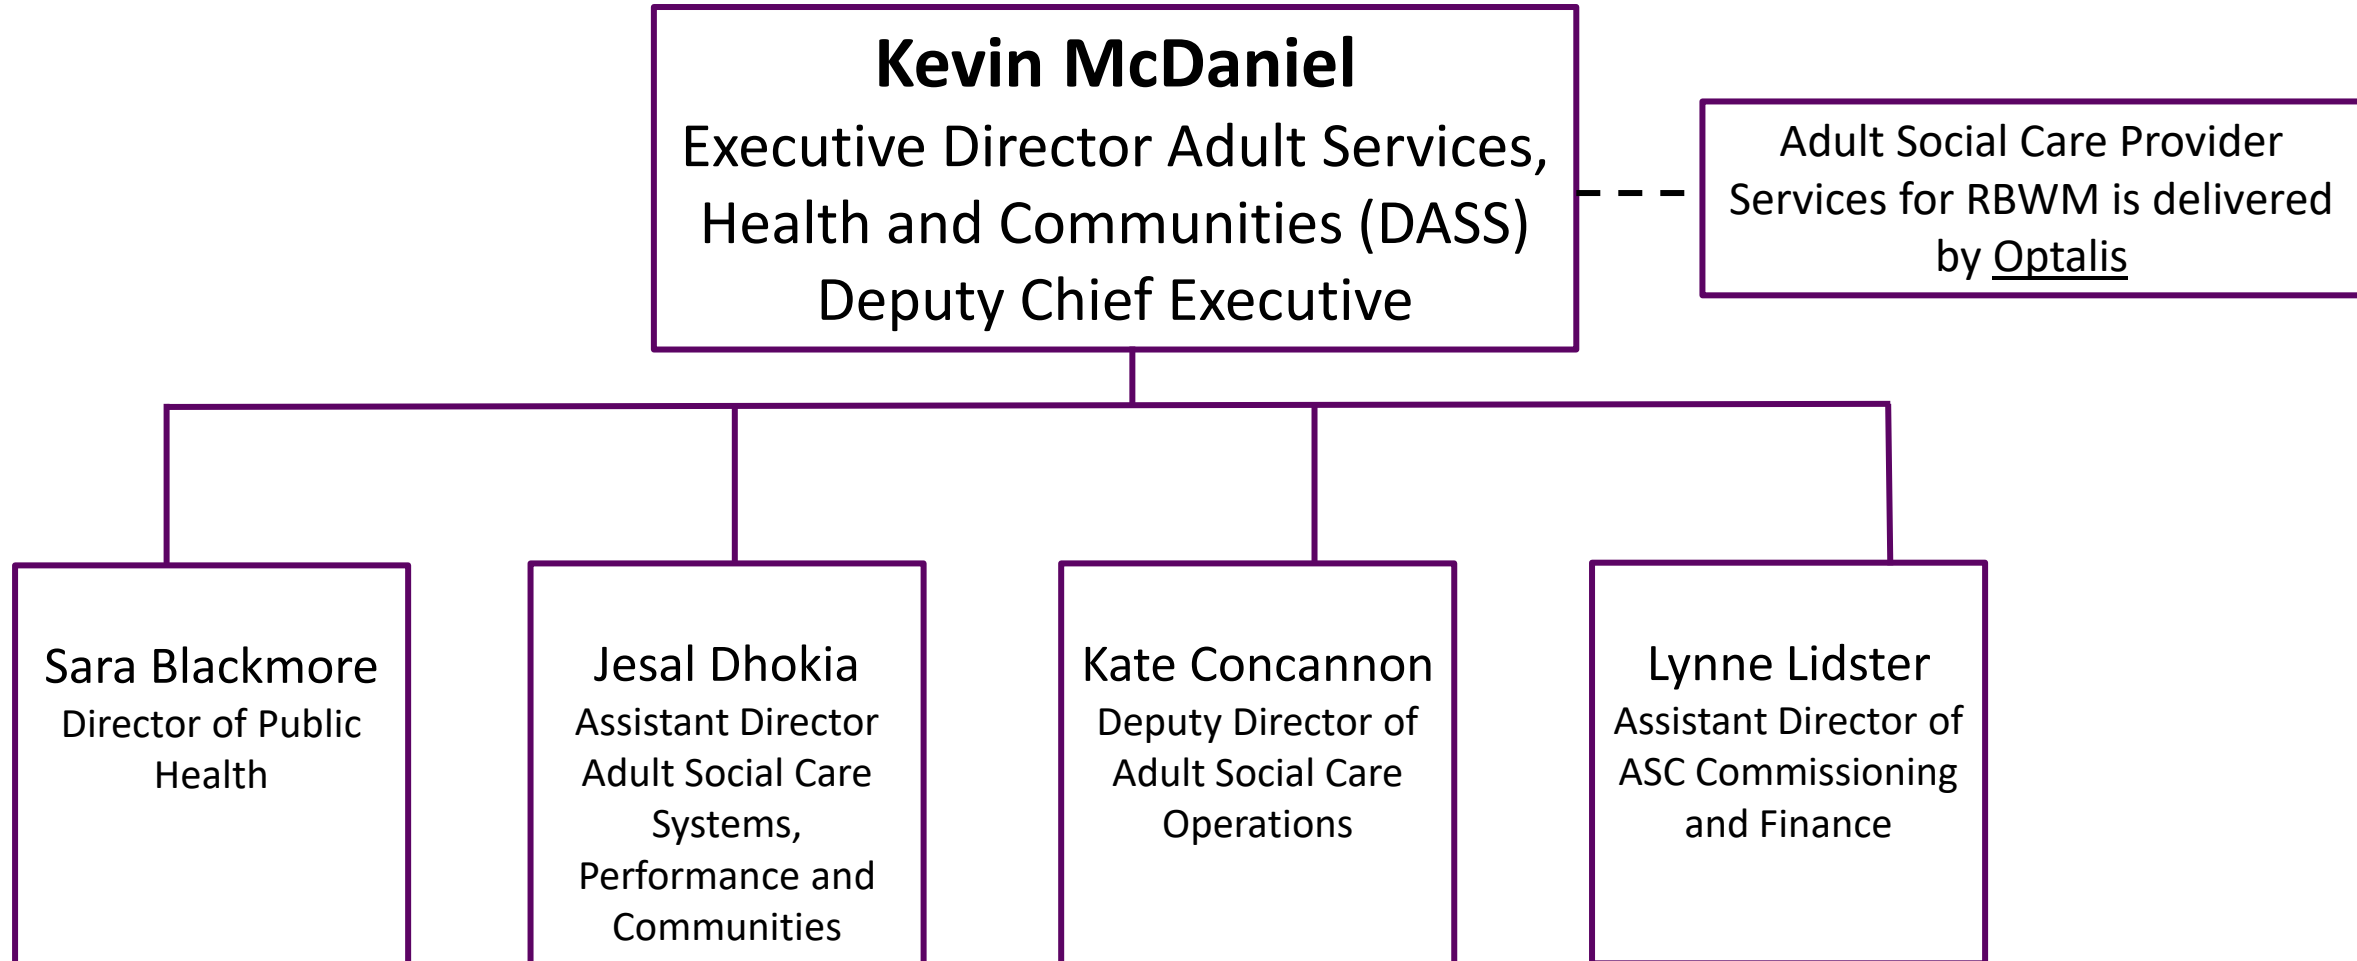 Kevin McDaniel
Executive Director Adult Services,
Health and Communities (DASS)
Deputy Chief Executive
Adult Social Care Provider
Services for RBWM is delivered
by Optalis
Sara Blackmore
Director of Public
Health
Jesal Dhokia
Assistant Director
Adult Social Care
Systems,
Performance and
Communities
Kate Concannon
Deputy Director of
Adult Social Care
Operations
Lynne Lidster
Assistant Director of
ASC Commissioning
and Finance